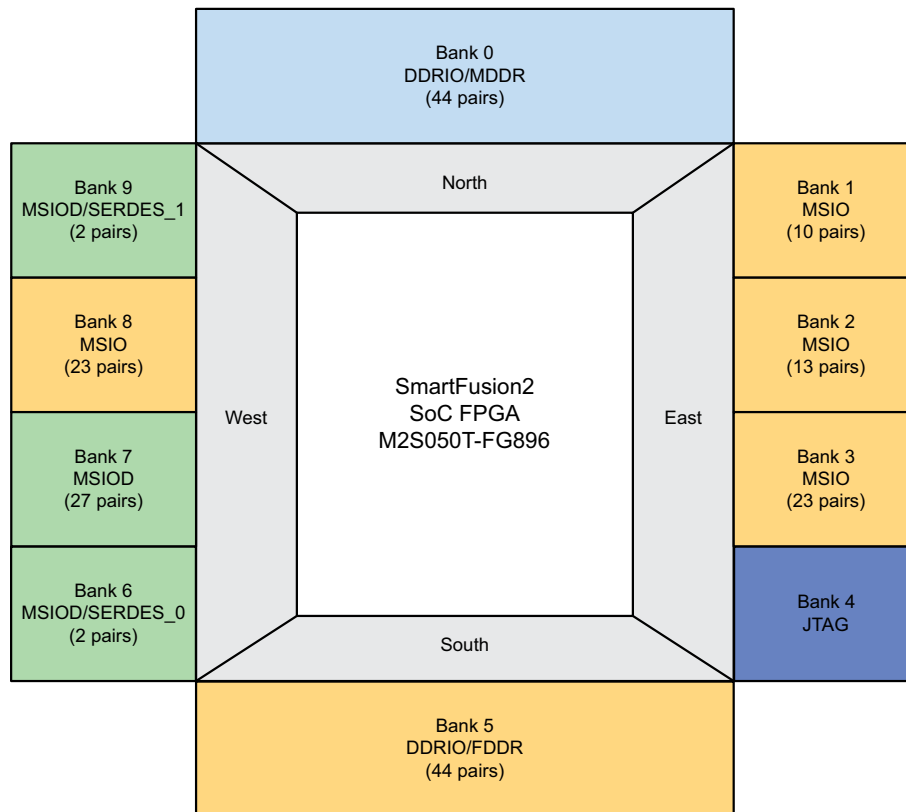 Bank 0
DDRIO/MDDR
(44 pairs)
Bank 9
MSIOD/SERDES_1
(2 pairs)
North
Bank 1
MSIO
(10 pairs)
Bank 8
MSIO
(23 pairs)
Bank 2
MSIO
(13 pairs)
West
SmartFusion2
SoC FPGA
M2S050T-FG896
East
Bank 7
MSIOD
(27 pairs)
Bank 3
MSIO
(23 pairs)
Bank 6
MSIOD/SERDES_0
(2 pairs)
South
Bank 4
JTAG
Bank 5
DDRIO/FDDR
(44 pairs)